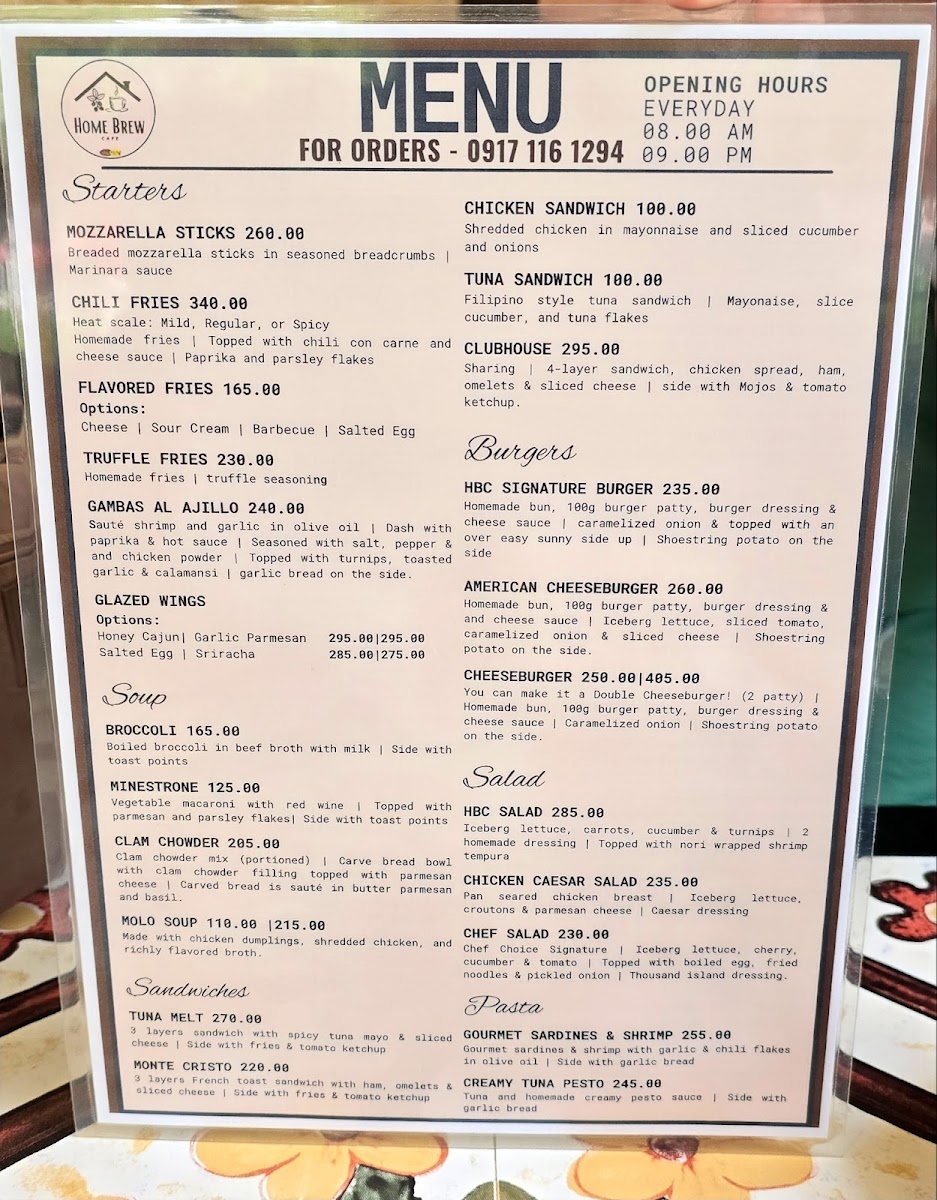 HOME BREW
CAFE
MENU
FOR ORDERS - 0917 116 1294
OPENING HOURS
EVERYDAY
08.00 AM
09.00 PM
Starters
MOZZARELLA STICKS 260.00
Breaded mozzarella sticks in seasoned breadcrumbs |
Marinara sauce
CHILI FRIES 340.00
Heat scale: Mild, Regular, or Spicy
Homemade fries | Topped with chili con carne and
cheese sauce | Paprika and parsley flakes
FLAVORED FRIES 165.00
Options:
Cheese | Sour Cream | Barbecue | Salted Egg
TRUFFLE FRIES 230.00
Homemade fries | truffle seasoning
GAMBAS AL AJILLO 240.00
Sauté shrimp and garlic in olive oil | Dash with
paprika & hot sauce | Seasoned with salt, pepper &
and chicken powder | Topped with turnips, toasted
garlic & calamansi | garlic bread on the side.
GLAZED WINGS
Options:
Honey Cajun| Garlic Parmesan 295.00|295.00
Salted Egg | Sriracha 285.00|275.00
Soup
BROCCOLI 165.00
Boiled broccoli in beef broth with milk | Side with
toast points
MINESTRONE 125.00
Vegetable macaroni with red wine | Topped with
parmesan and parsley flakes| Side with toast points
CLAM CHOWDER 205.00
Clam chowder mix (portioned) | Carve bread bowl
with clam chowder filling topped with parmesan
cheese | Carved bread is sauté in butter parmesan
and basil.
MOLO SOUP 110.00 |215.00
Made with chicken dumplings, shredded chicken, and
richly flavored broth.
Sandwiches
TUNA MELT 270.00
3 layers sandwich with spicy tuna mayo & sliced
cheese | Side with fries & tomato ketchup
MONTE CRISTO 220.00
3 layers French toast sandwich with ham, omelets &
sliced cheese | Side with fries & tomato ketchup
CHICKEN SANDWICH 100.00
Shredded chicken in mayonnaise and sliced cucumber
and onions
TUNA SANDWICH 100.00
Filipino style tuna sandwich | Mayonaise, slice
cucumber, and tuna flakes
CLUBHOUSE 295.00
Sharing | 4-layer sandwich, chicken spread, ham,
omelets & sliced cheese | side with Mojos & tomato
ketchup.
Burgers
HBC SIGNATURE BURGER 235.00
Homemade bun, 100g burger patty, burger dressing &
cheese sauce | caramelized onion & topped with an
over easy sunny side up | Shoestring potato on the
side
AMERICAN CHEESEBURGER 260.00
Homemade bun, 100g burger patty, burger dressing &
and cheese sauce | Iceberg lettuce, sliced tomato,
caramelized onion & sliced cheese | Shoestring
potato on the side.
CHEESEBURGER 250.00|405.00
You can make it a Double Cheeseburger! (2 patty) |
Homemade bun, 100g burger patty, burger dressing &
cheese sauce | Caramelized onion | Shoestring potato
on the side.
Salad
HBC SALAD 285.00
Iceberg lettuce, carrots, cucumber & turnips | 2
homemade dressing | Topped with nori wrapped shrimp
tempura
CHICKEN CAESAR SALAD 235.00
Pan seared chicken breast | Iceberg lettuce,
croutons & parmesan cheese | Caesar dressing
CHEF SALAD 230.00
Chef Choice Signature | Iceberg lettuce, cherry,
cucumber & tomato | Topped with boiled egg, fried
noodles & pickled onion | Thousand island dressing.
Pasta
GOURMET SARDINES & SHRIMP 255.00
Gourmet sardines & shrimp with garlic & chili flakes
in olive oil | Side with garlic bread
CREAMY TUNA PESTO 245.00
Tuna and homemade creamy pesto sauce | Side with
garlic bread